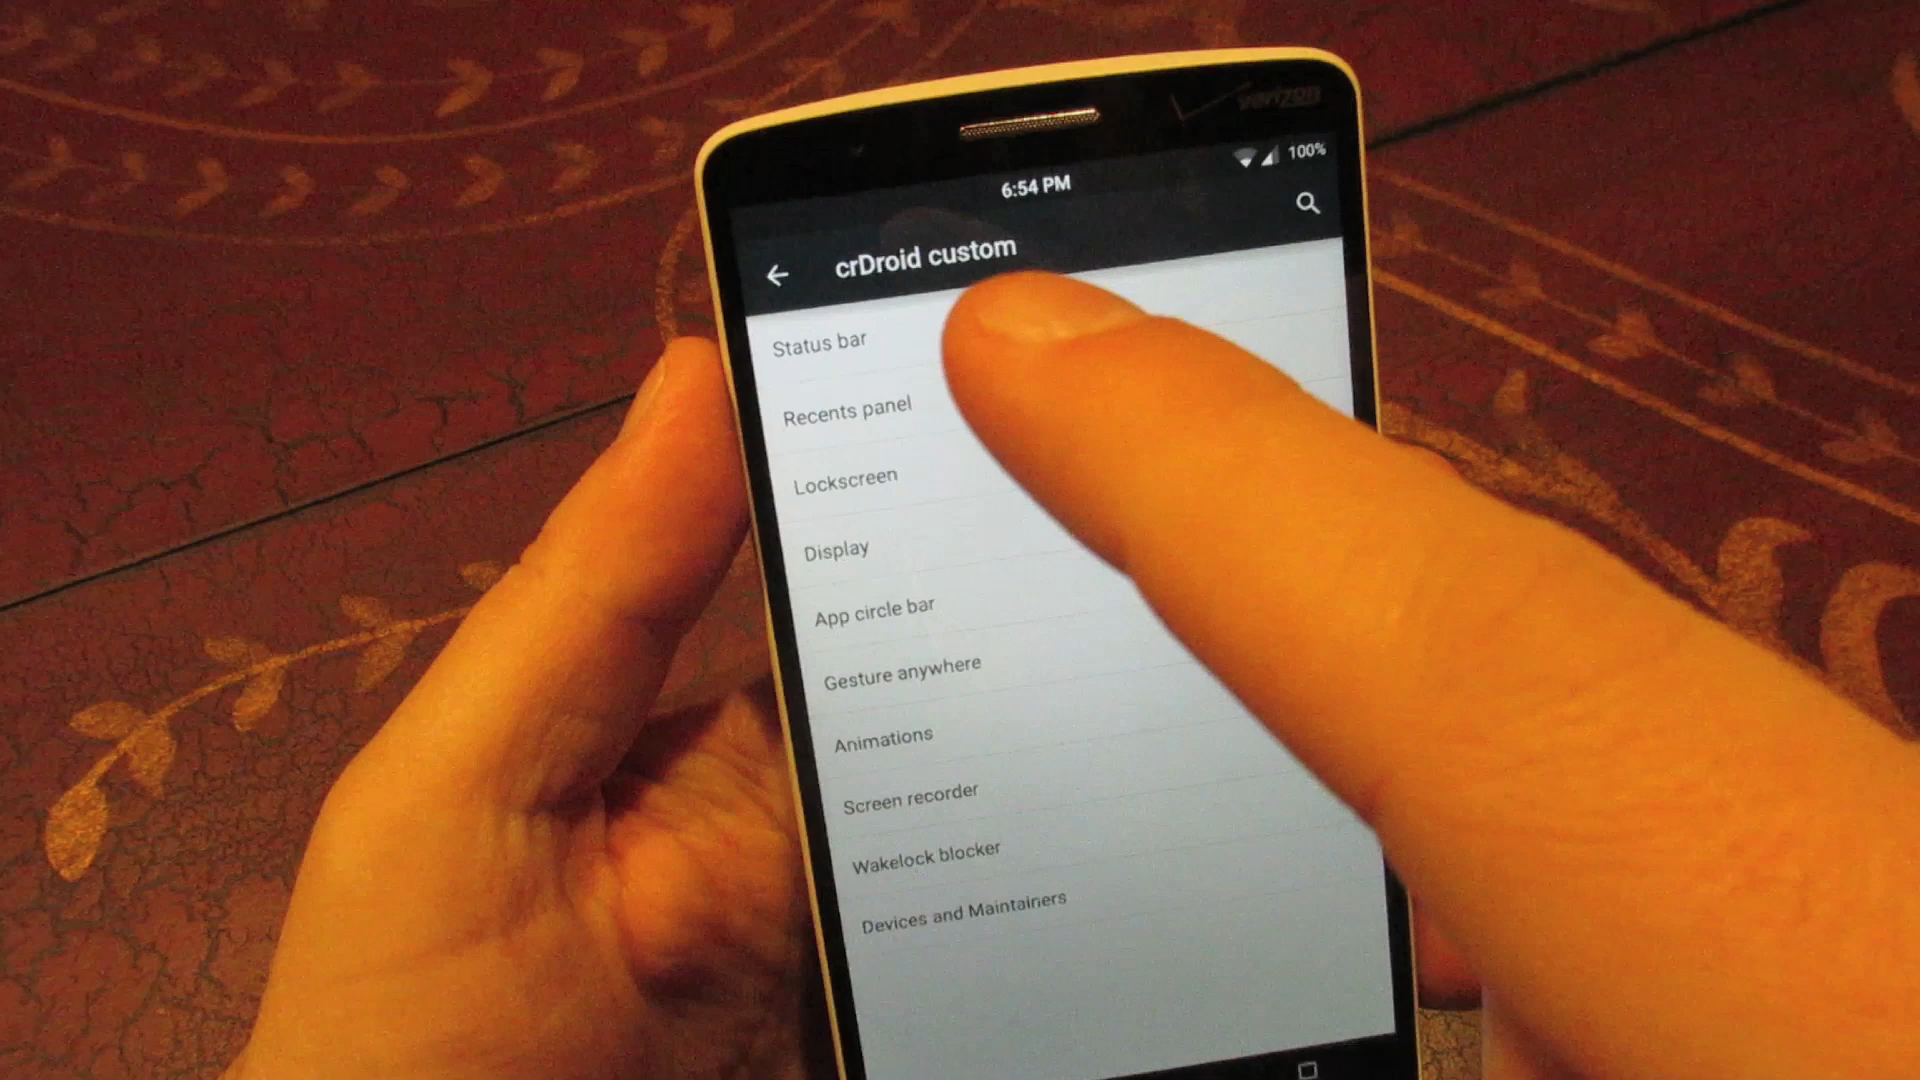 verizon
100%
6:54 PM
crDroid custom
Status bar
Recents panel
Lockscreen
Display
App circle bar
Gesture anywhere
Animations
Screen recorder
Wakelock blocker
Devices and Maintainers